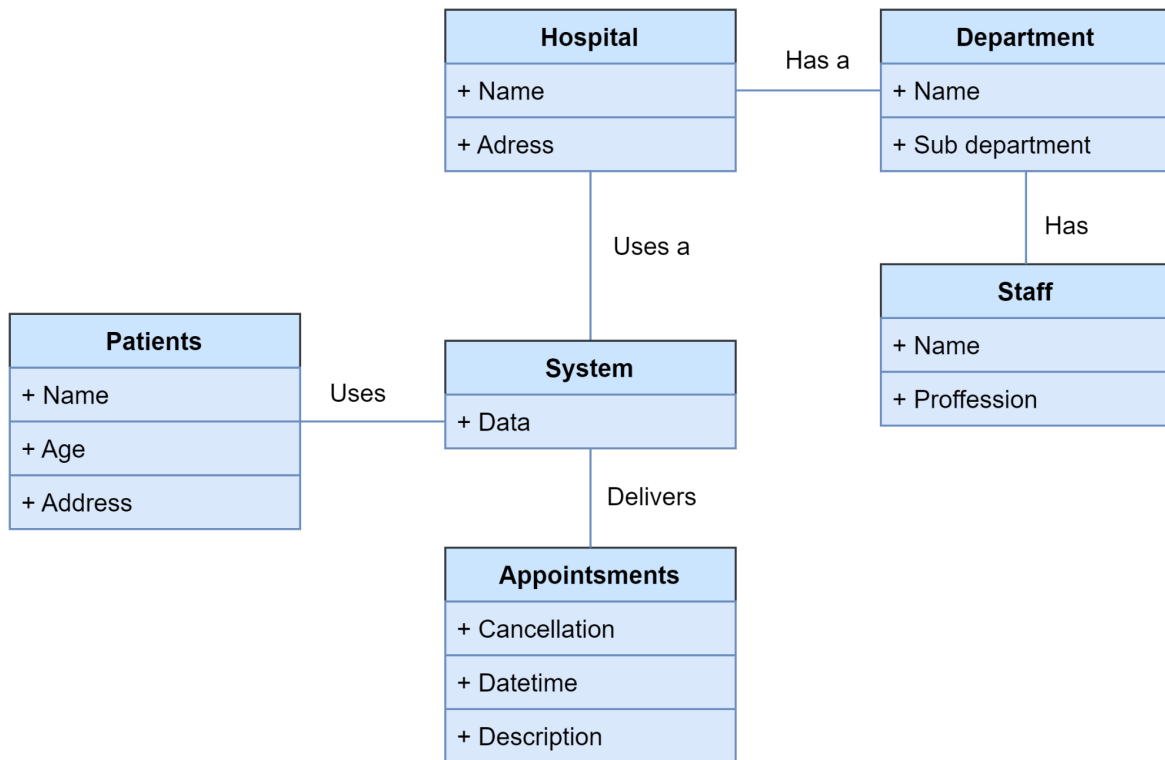 Hospital
+ Name
+ Adress
Has a
Department
+ Name
+ Sub department
Uses a
Has
Staff
+ Name
+ Proffession
Patients
+ Name
+ Age
+ Address
Uses
System
+ Data
Delivers
Appointsments
+ Cancellation
+ Datetime
+ Description